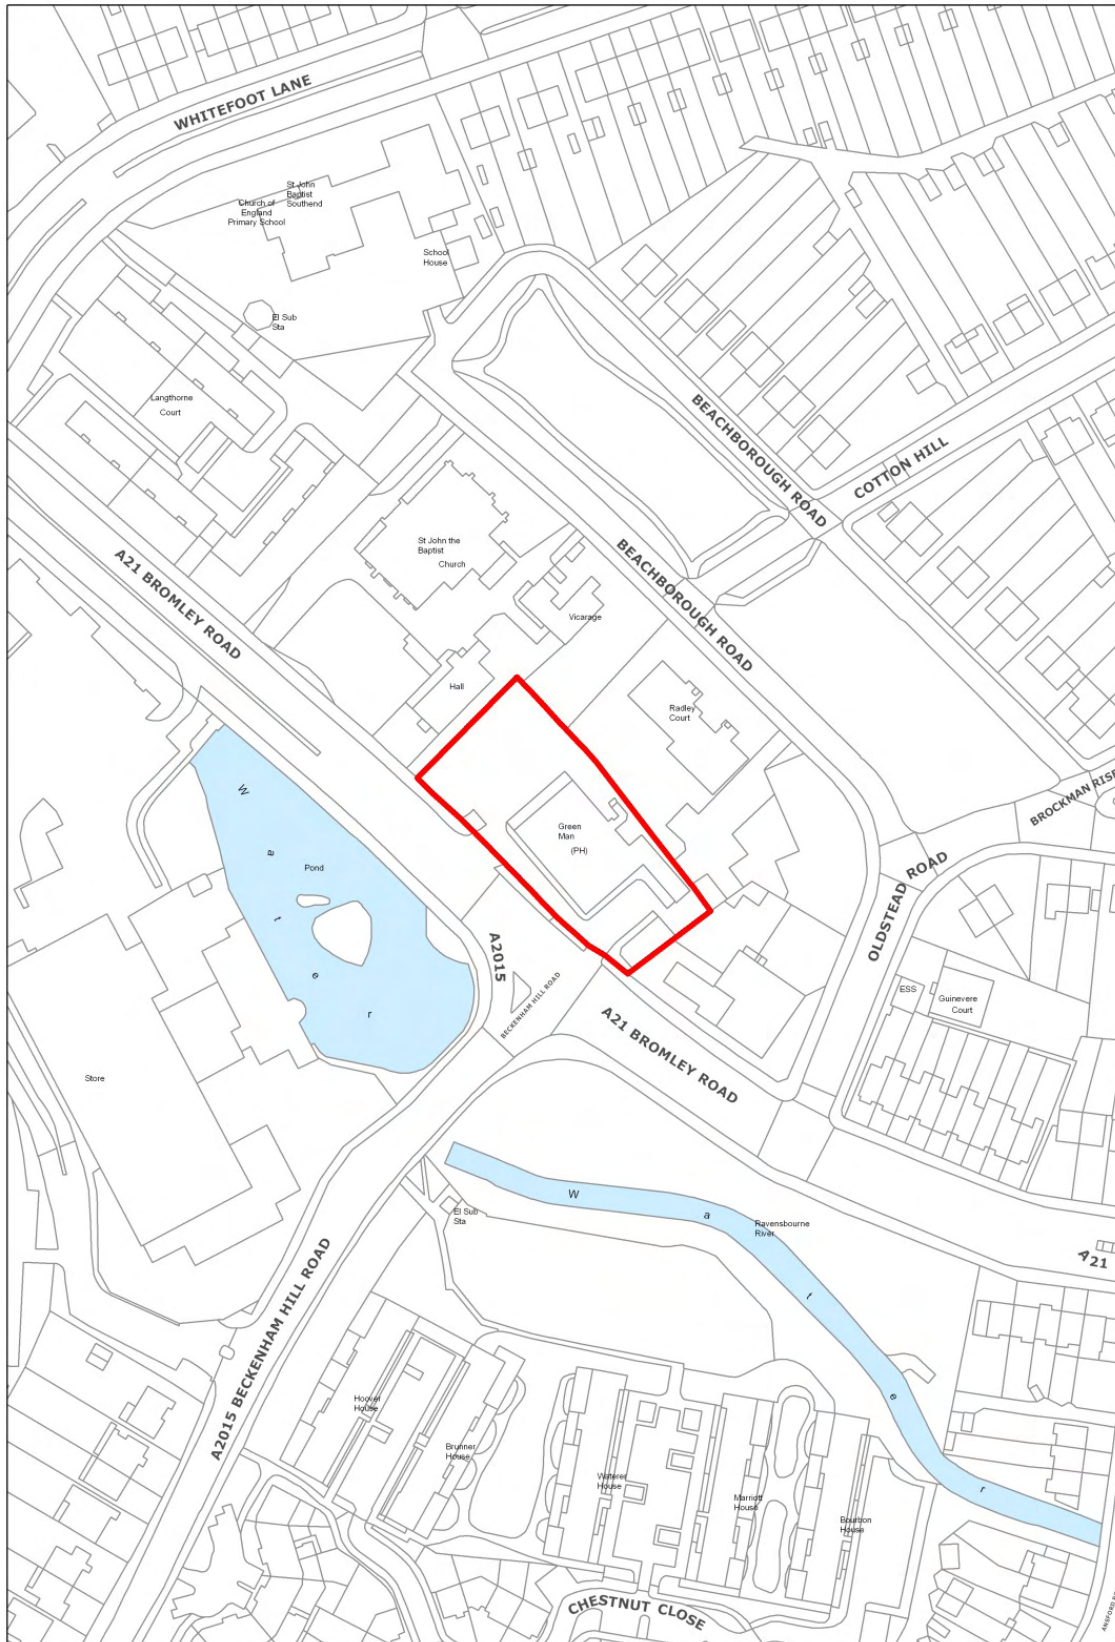 WHITEFOOT LANE
St John
Baptist
Southend
Church of
England
Primary School
School
House
El Sub
Sta
Langthorne
Court
BEACHBOROUGH ROAD
COTTON HILL
St John the
Baptist
Church
A21 BROMLEY ROAD
BEACHBOROUGH ROAD
Vicarage
Hall
Radley
Court
Green
Man
(PH)
BROCKMAN RISE
OLDSTEAD ROAD
Water
Pond
A2015
BECKENHAM HILL ROAD
ESS
Guinevere
Court
A21 BROMLEY ROAD
Store
Water
El Sub
Sta
Ravensbourne
River
A21
A2015 BECKENHAM HILL ROAD
Hoover
House
Brunner
House
Waterer
House
Marriott
House
Bourbon
House
CHESTNUT CLOSE